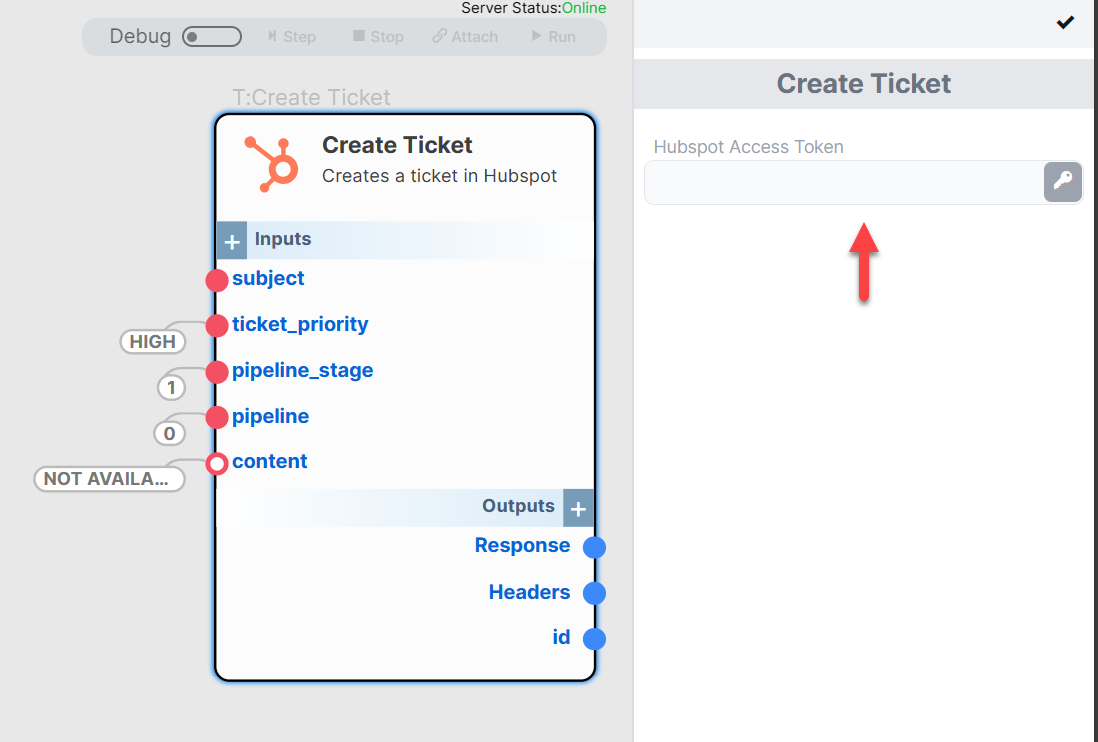 Server Status:Online
Debug
Step
Stop
Attach
Run
T:Create Ticket
Create Ticket
Creates a ticket in Hubspot
Inputs
subject
HIGH
ticket_priority
1
pipeline_stage
0
pipeline
NOT AVAILA...
content
Outputs
Response
Headers
id
Create Ticket
Hubspot Access Token